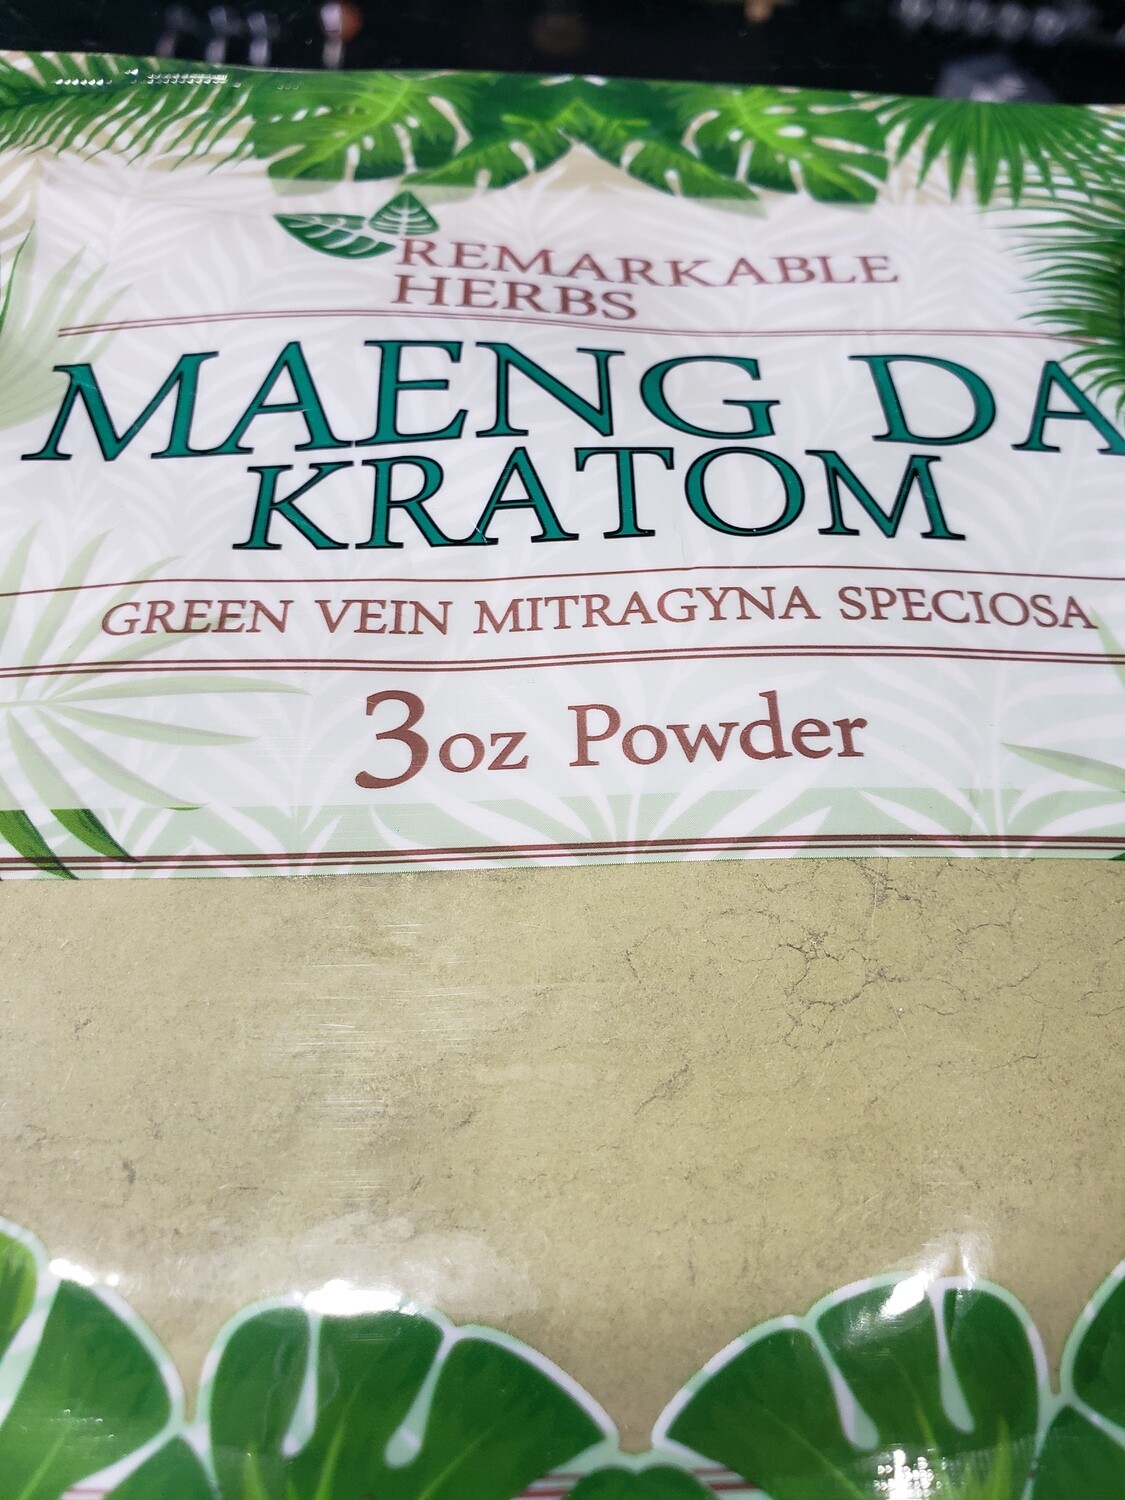 REMARKABLE
HERBS
MAENG DA
KRATOM
GREEN VEIN MITRAGYNA SPECIOSA
3oz Powder